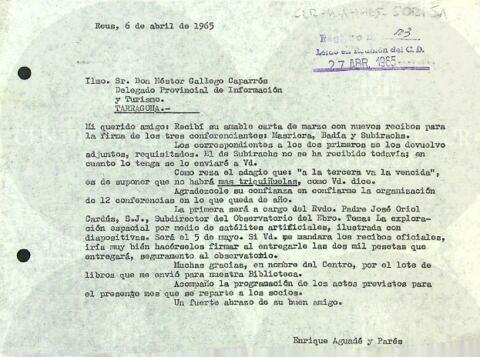 Reus, 6 de abril de 1965
Registro n. 123
Leído en Reunión del C. D.
27 ABR. 1965
Ilmo. Sr. Don Néstor Gallego Caparrós
Delegado Provincial de Información
y Turismo.
TARRAGONA.-
Mi querido amigo: Recibí su amable carta de marzo con nuevos recibos para
la firma de los tres conferenciantes: Masriera, Badía y Subirachs.
Los correspondientes a los dos primeros se los devuelvo
adjuntos, requisitados. El de Subirachs no se ha recibido todavía; en
cuanto lo tenga se lo enviaré a Vd.
Como reza el adagio que: "a la tercera va la vencida",
es de suponer que no habrá mas triquiñuelas, como Vd. dice.
Agradezcole su confianza en confiarme la organización
de 12 conferencias en lo que queda de año.
La primera será a cargo del Rvdo. Padre José Oriol
Cardús, S.J., Subdirector del Observatorio del Ebro. Tema: La explora-
ción espacial por medio de satélites artificiales, ilustrada con
diapositivas. Será el 5 de mayo. Si Vd. me mandara los recibos oficiales,
iría muy bién hacérselos firmar al entregarle las dos mil pesetas que
entregará, seguramente al observatorio.
Muchas gracias, en nombre del Centro, por el lote de
libros que me envió para nuestra Biblioteca.
Acompaño la programación de los actos previstos para
el presente mes que se reparte a los socios.
Un fuerte abrazo de su buen amigo.
Enrique Aguadé y Parés